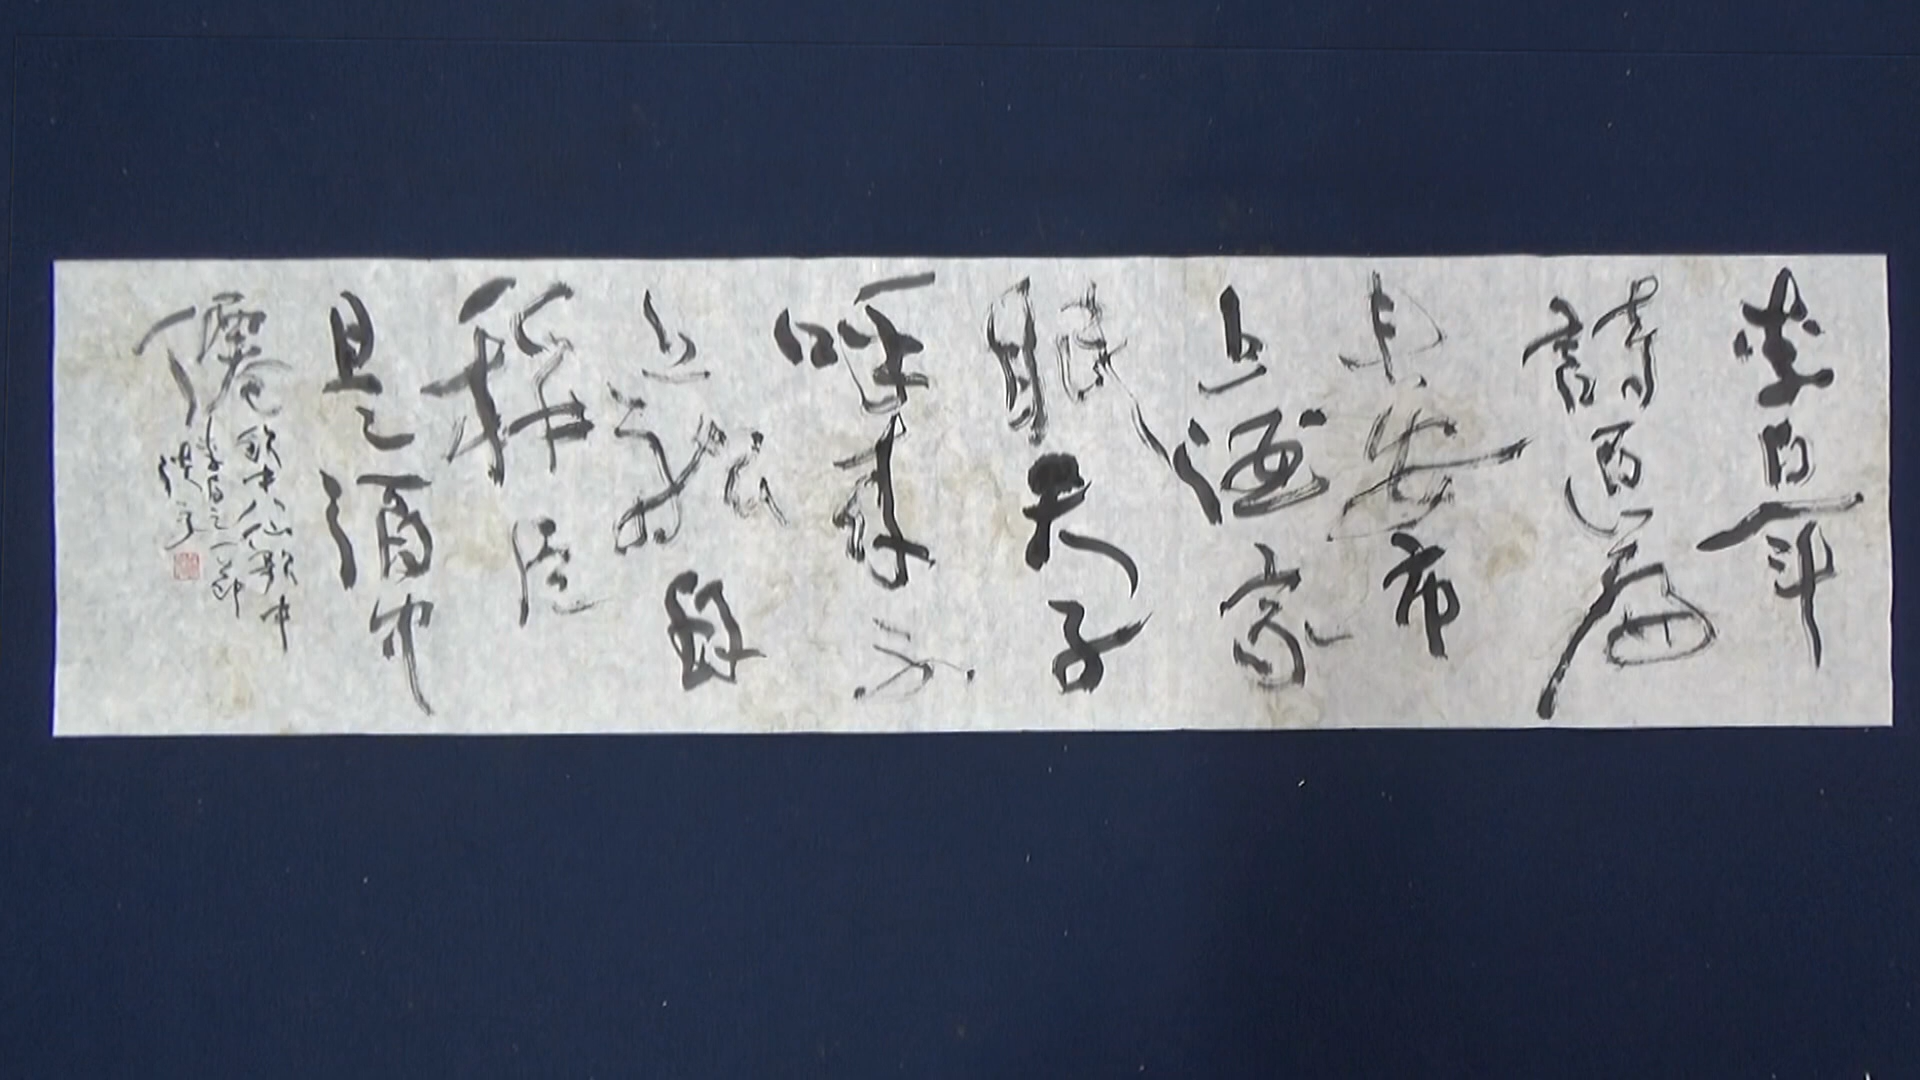 李白一斗
詩百篇
長安市
上酒家
眠天子
呼來不
上船自
稱臣
是酒中
僊
飲中八仙歌中
李白之一節